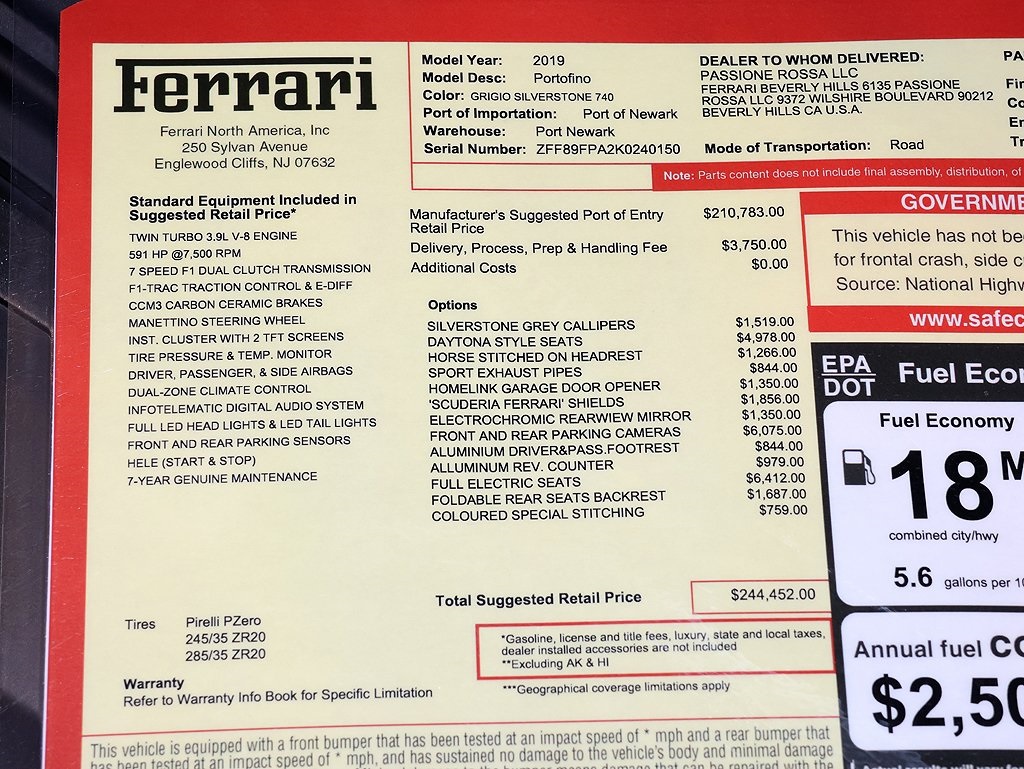 Ferrari
Ferrari North America, Inc
250 Sylvan Avenue
Englewood Cliffs, NJ 07632
Model Year: 2019
Model Desc: Portofino
Color: GRIGIO SILVERSTONE 740
Port of Importation: Port of Newark
Warehouse: Port Newark
Serial Number: ZFF89FPA2K0240150
DEALER TO WHOM DELIVERED:
PASSIONE ROSSA LLC
FERRARI BEVERLY HILLS 6135 PASSIONE
ROSSA LLC 9372 WILSHIRE BOULEVARD 90212
BEVERLY HILLS CA U.S.A.
Mode of Transportation: Road
Note: Parts content does not include final assembly, distribution, of
Standard Equipment Included in
Suggested Retail Price*
TWIN TURBO 3.9L V-8 ENGINE
591 HP @7,500 RPM
7 SPEED F1 DUAL CLUTCH TRANSMISSION
F1-TRAC TRACTION CONTROL & E-DIFF
CCM3 CARBON CERAMIC BRAKES
MANETTINO STEERING WHEEL
INST. CLUSTER WITH 2 TFT SCREENS
TIRE PRESSURE & TEMP. MONITOR
DRIVER, PASSENGER, & SIDE AIRBAGS
DUAL-ZONE CLIMATE CONTROL
INFOTELEMATIC DIGITAL AUDIO SYSTEM
FULL LED HEAD LIGHTS & LED TAIL LIGHTS
FRONT AND REAR PARKING SENSORS
HELE (START & STOP)
7-YEAR GENUINE MAINTENANCE
Manufacturer's Suggested Port of Entry
Retail Price $210,783.00
Delivery, Process, Prep & Handling Fee $3,750.00
Additional Costs $0.00
Options
SILVERSTONE GREY CALLIPERS $1,519.00
DAYTONA STYLE SEATS $4,978.00
HORSE STITCHED ON HEADREST $1,266.00
SPORT EXHAUST PIPES $844.00
HOMELINK GARAGE DOOR OPENER $1,350.00
'SCUDERIA FERRARI' SHIELDS $1,856.00
ELECTROCHROMIC REARWIEW MIRROR $1,350.00
FRONT AND REAR PARKING CAMERAS $6,075.00
ALUMINIUM DRIVER&PASS.FOOTREST $844.00
ALLUMINUM REV. COUNTER $979.00
FULL ELECTRIC SEATS $6,412.00
FOLDABLE REAR SEATS BACKREST $1,687.00
COLOURED SPECIAL STITCHING $759.00
Total Suggested Retail Price $244,452.00
*Gasoline, license and title fees, luxury, state and local taxes,
dealer installed accessories are not included
**Excluding AK & HI
***Geographical coverage limitations apply
Tires Pirelli PZero
245/35 ZR20
285/35 ZR20
Warranty
Refer to Warranty Info Book for Specific Limitation
This vehicle is equipped with a front bumper that has been tested at an impact speed of * mph and a rear bumper that
has been tested at an impact speed of * mph, and has sustained no damage to the vehicle's body and minimal damage
PA
Fin
Co
En
Tr
GOVERNME
This vehicle has not be
for frontal crash, side c
Source: National Highw
www.safec
EPA
DOT
Fuel Econ
Fuel Economy
18 M
combined city/hwy
5.6 gallons per 10
Annual fuel co
$2,50